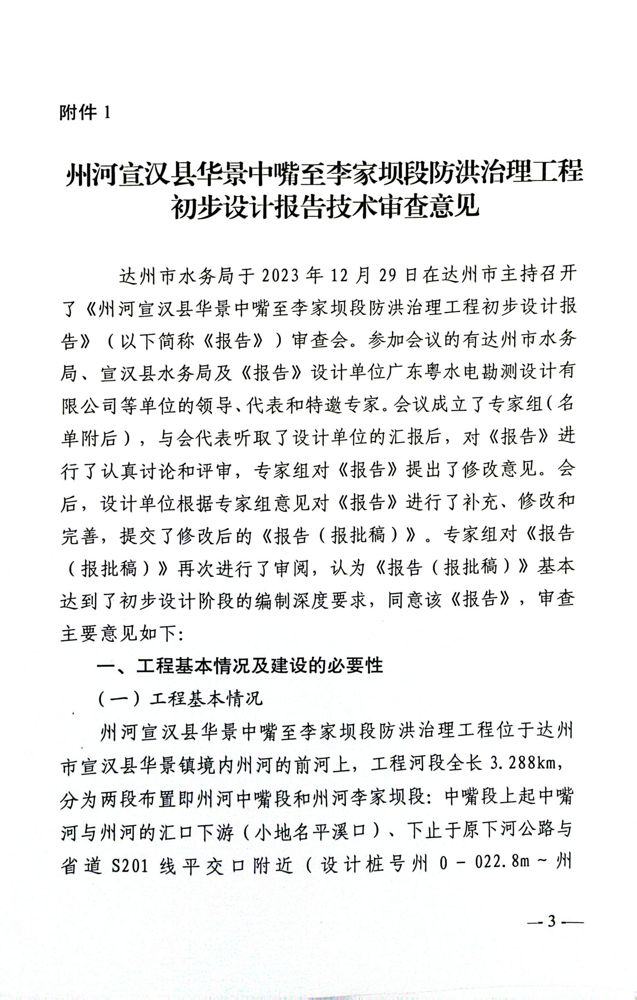 附件 1
州河宣汉县华景中嘴至李家坝段防洪治理工程
初步设计报告技术审查意见
达州市水务局于 2023 年 12 月 29 日在达州市主持召开
了《州河宣汉县华景中嘴至李家坝段防洪治理工程初步设计报
告》（以下简称《报告》）审查会。参加会议的有达州市水务
局、宣汉县水务局及《报告》设计单位广东粤水电勘测设计有
限公司等单位的领导、代表和特邀专家。会议成立了专家组（名
单附后），与会代表听取了设计单位的汇报后，对《报告》进
行了认真讨论和评审，专家组对《报告》提出了修改意见。会
后，设计单位根据专家组意见对《报告》进行了补充、修改和
完善，提交了修改后的《报告（报批稿）》。专家组对《报告
（报批稿）》再次进行了审阅，认为《报告（报批稿）》基本
达到了初步设计阶段的编制深度要求，同意该《报告》，审查
主要意见如下：
一、工程基本情况及建设的必要性
（一）工程基本情况
州河宣汉县华景中嘴至李家坝段防洪治理工程位于达州
市宣汉县华景镇境内州河的前河上，工程河段全长 3.288km，
分为两段布置即州河中嘴段和州河李家坝段：中嘴段上起中嘴
河与州河的汇口下游（小地名平溪口）、下止于原下河公路与
省道 S201 线平交口附近（设计桩号州 0－022.8m～州
— 3 —